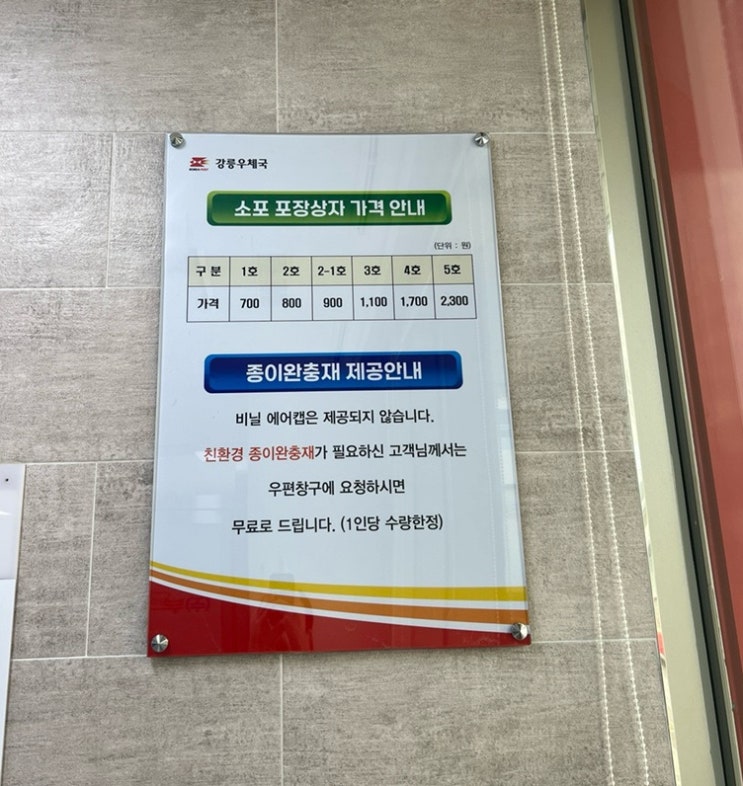 강릉우체국
소포 포장상자 가격 안내
(단위 : 원)
구 분 1호 2호 2-1호 3호 4호 5호
가격 700 800 900 1,100 1,700 2,300
종이완충재 제공안내
비닐 에어캡은 제공되지 않습니다.
친환경 종이완충재가 필요하신 고객님께서는
우편창구에 요청하시면
무료로 드립니다. (1인당 수량한정)